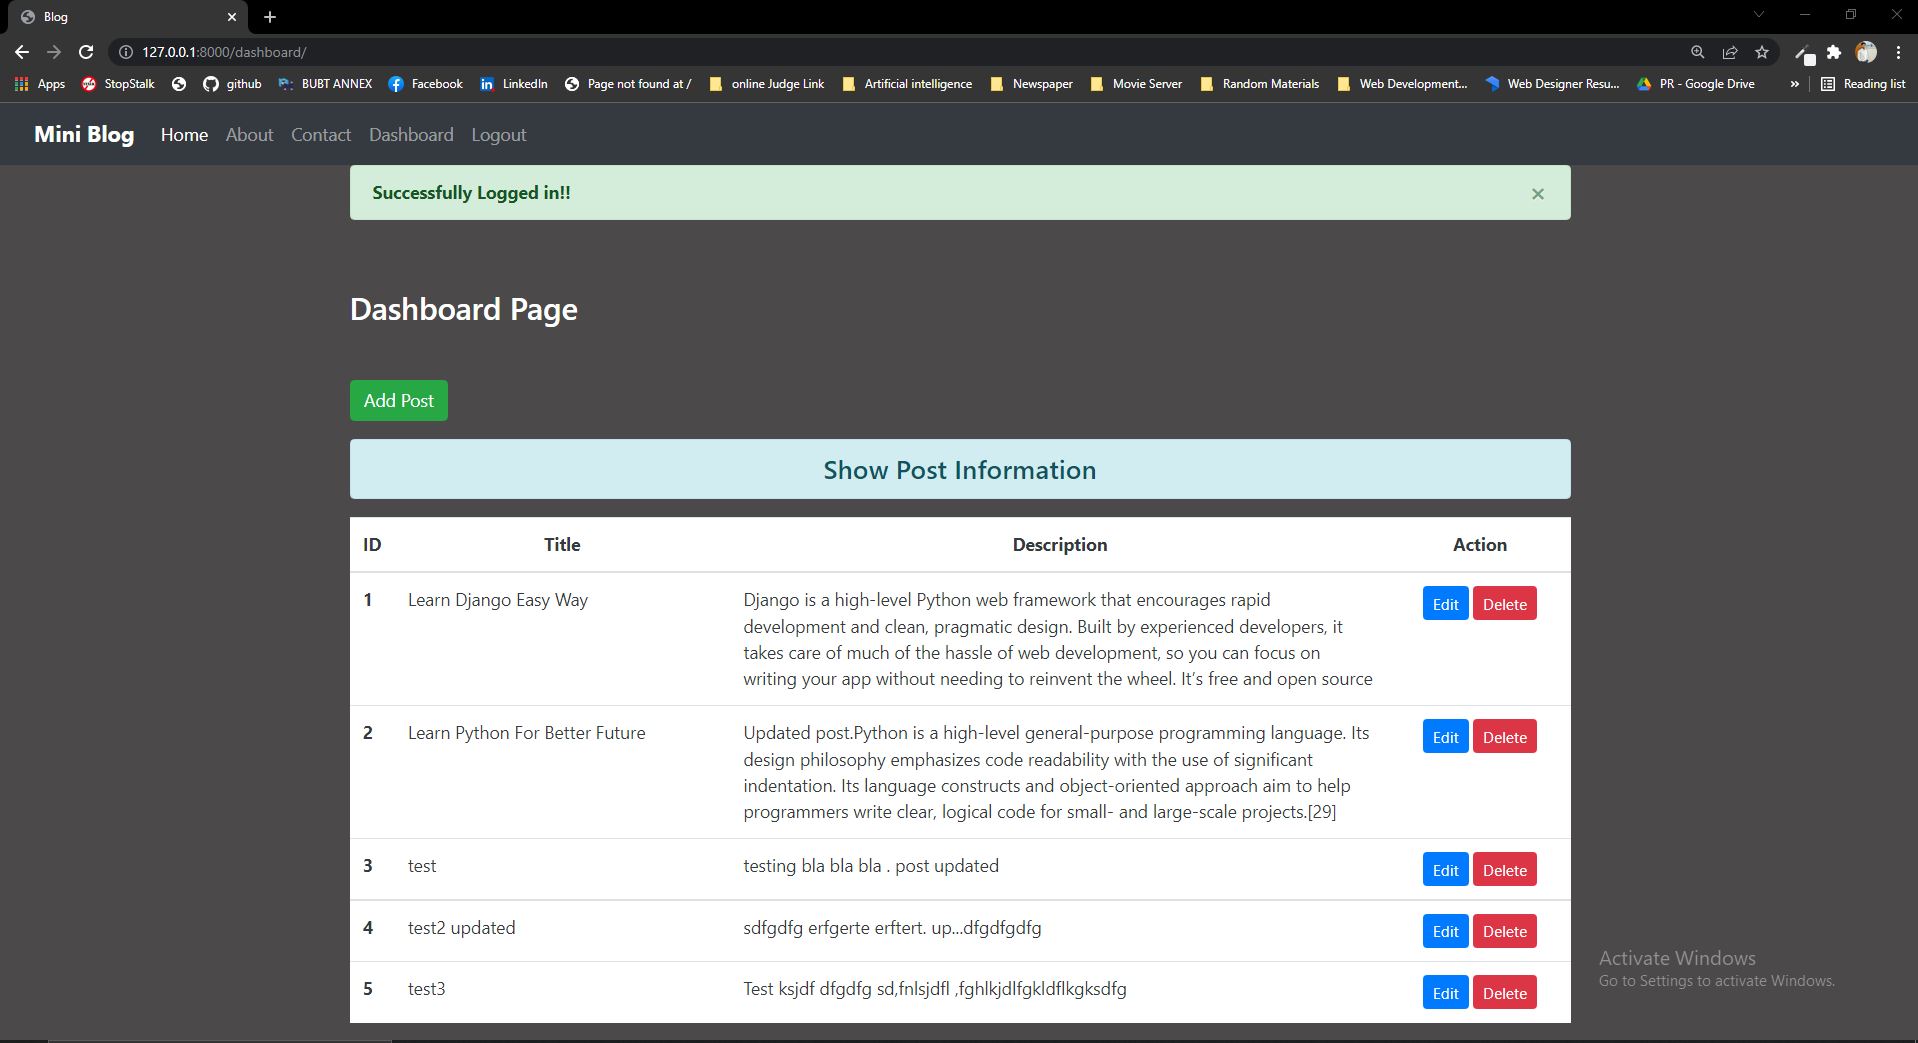 Blog
127.0.0.1:8000/dashboard/
Apps StopStalk github BUBT ANNEX Facebook LinkedIn Page not found at / online Judge Link Artificial intelligence Newspaper Movie Server Random Materials Web Development... Web Designer Resu... PR - Google Drive » Reading list
Mini Blog Home About Contact Dashboard Logout
Successfully Logged in!! ×
Dashboard Page
Add Post
Show Post Information
ID Title Description Action
1 Learn Django Easy Way Django is a high-level Python web framework that encourages rapid Edit Delete
development and clean, pragmatic design. Built by experienced developers, it
takes care of much of the hassle of web development, so you can focus on
writing your app without needing to reinvent the wheel. It’s free and open source
2 Learn Python For Better Future Updated post.Python is a high-level general-purpose programming language. Its Edit Delete
design philosophy emphasizes code readability with the use of significant
indentation. Its language constructs and object-oriented approach aim to help
programmers write clear, logical code for small- and large-scale projects.[29]
3 test testing bla bla bla . post updated Edit Delete
4 test2 updated sdfgdfg erfgerte erftert. up...dfgdfgdfg Edit Delete
5 test3 Test ksjdf dfgdfg sd,fnlsjdfl ,fghlkjdlfgkldflkgksdfg Edit Delete
Activate Windows
Go to Settings to activate Windows.